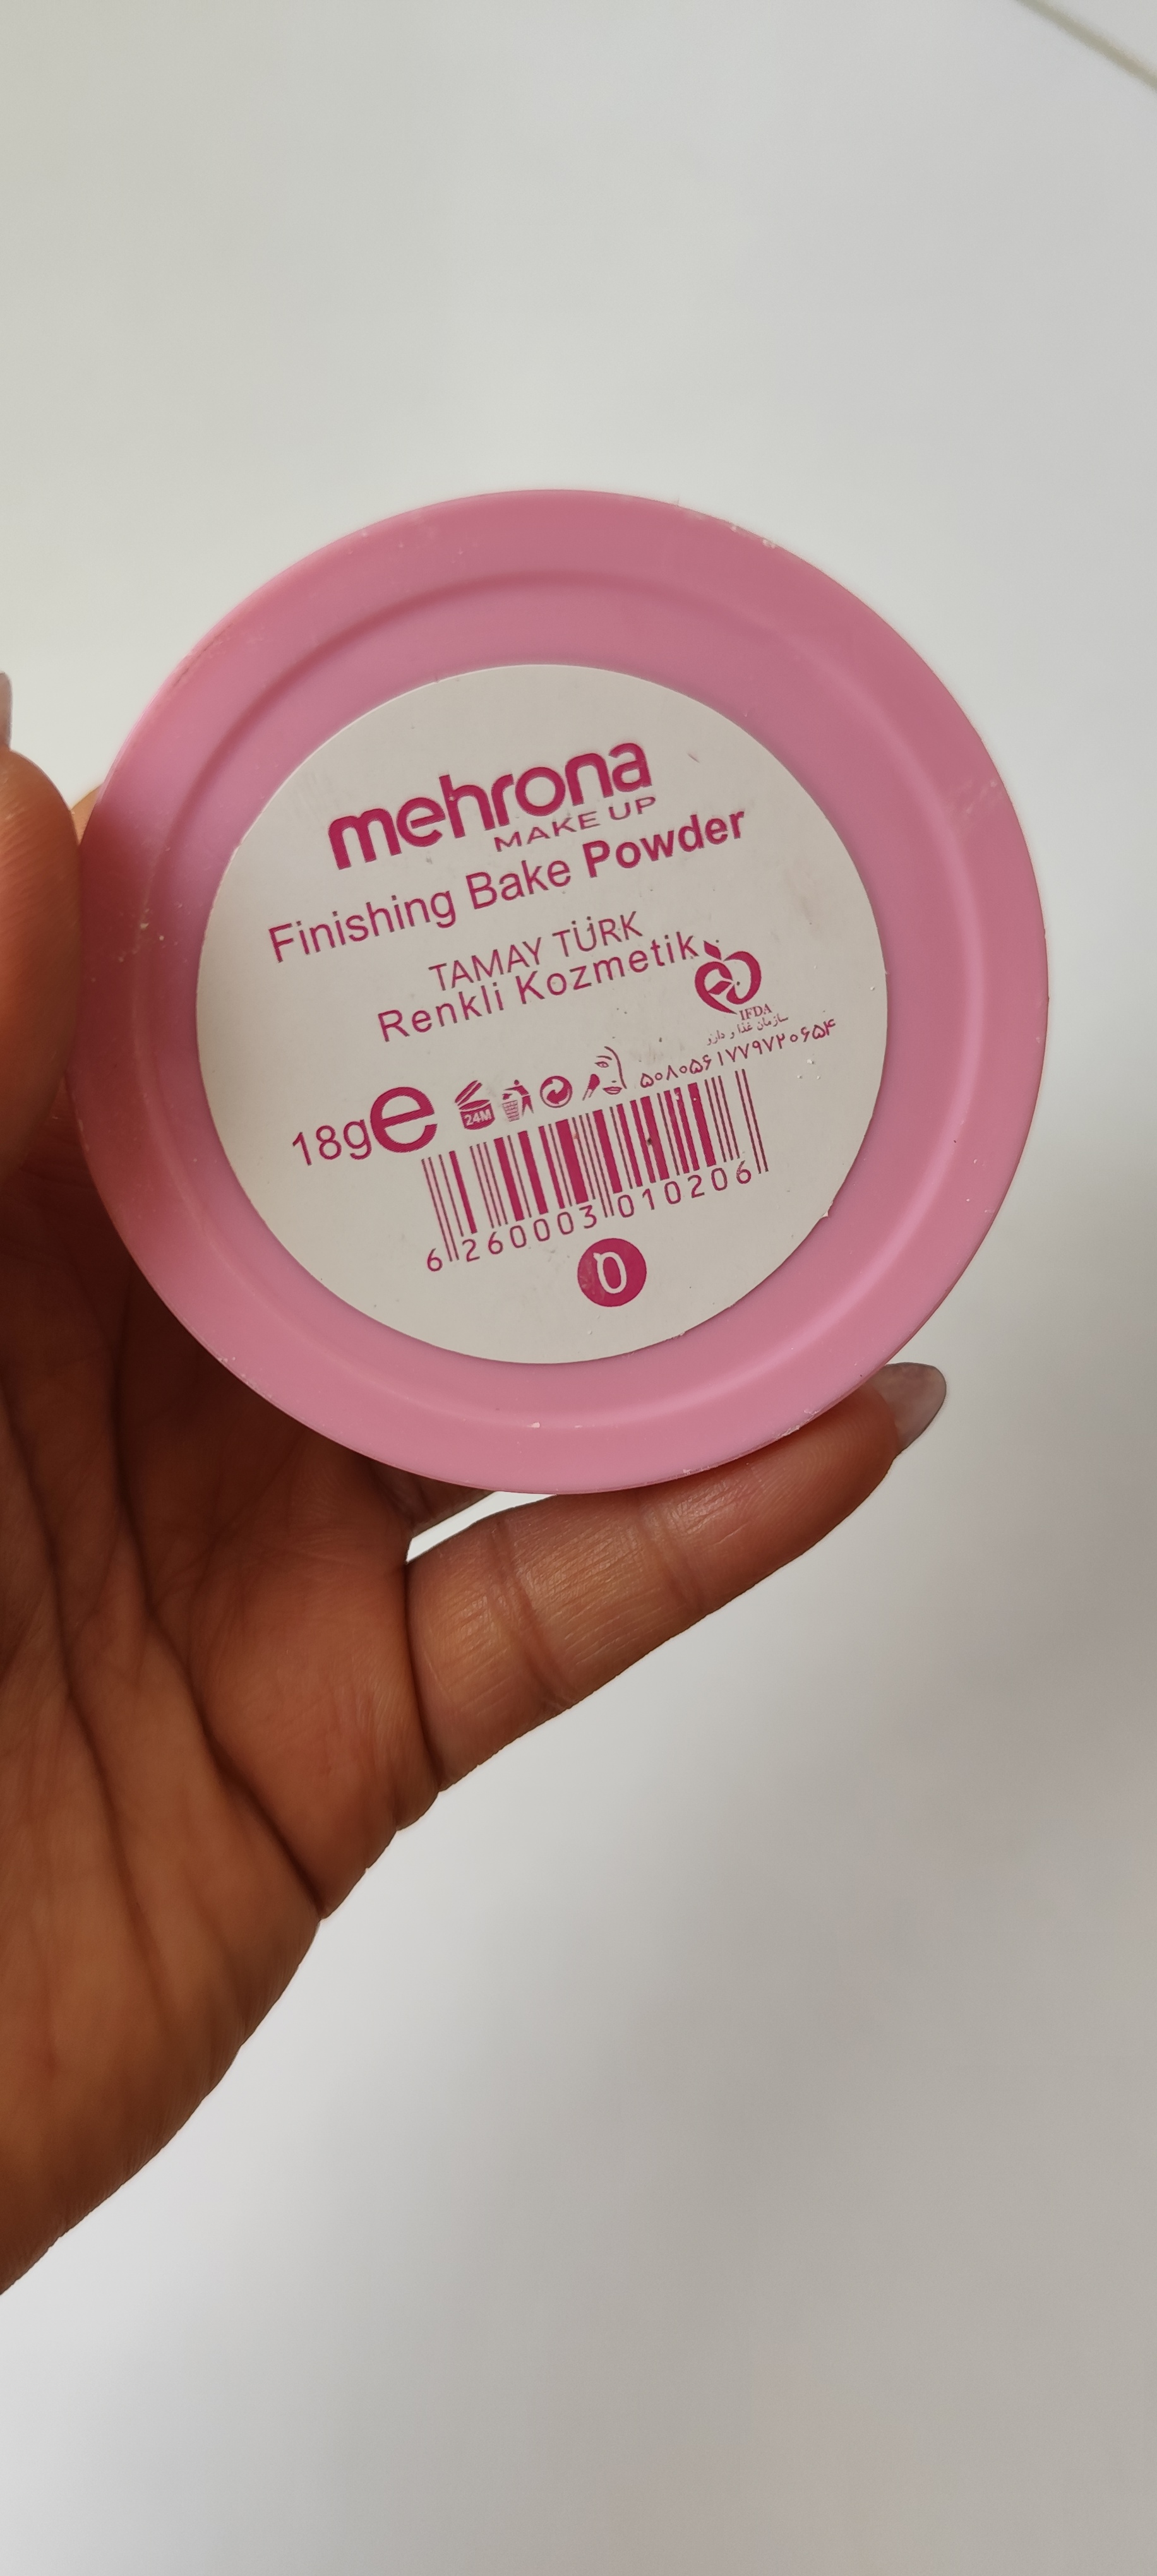 mehrona
MAKE UP
Finishing Bake Powder
TAMAY TÜRK
Renkli Kozmetik
IFDA
سازمان غذا و دارو
۵۰۸۰۵۶۱۷۷۹۷۲۰۶۵۴
18g e
24M
6 260003 010206